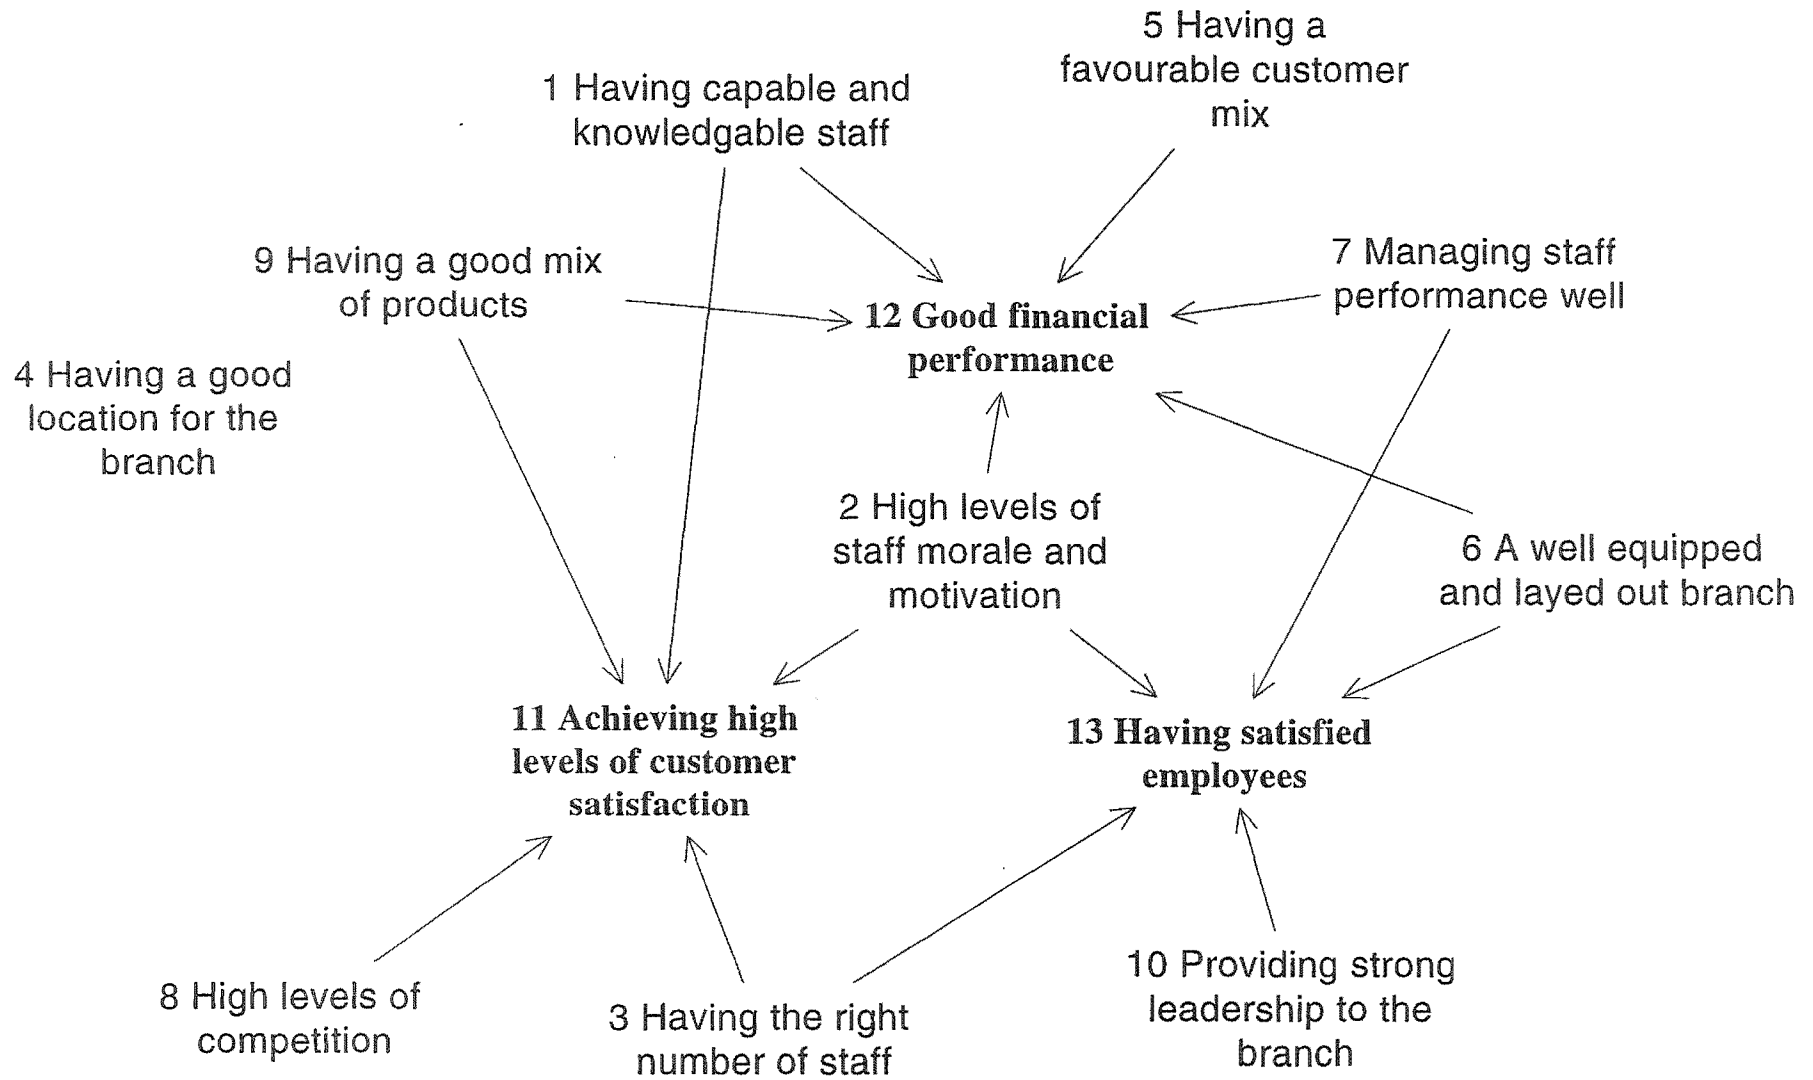 5 Having a
favourable customer
mix
1 Having capable and
knowledgable staff
9 Having a good mix
of products
7 Managing staff
performance well
12 Good financial
performance
4 Having a good
location for the
branch
2 High levels of
staff morale and
motivation
6 A well equipped
and layed out branch
11 Achieving high
levels of customer
satisfaction
13 Having satisfied
employees
8 High levels of
competition
3 Having the right
number of staff
10 Providing strong
leadership to the
branch